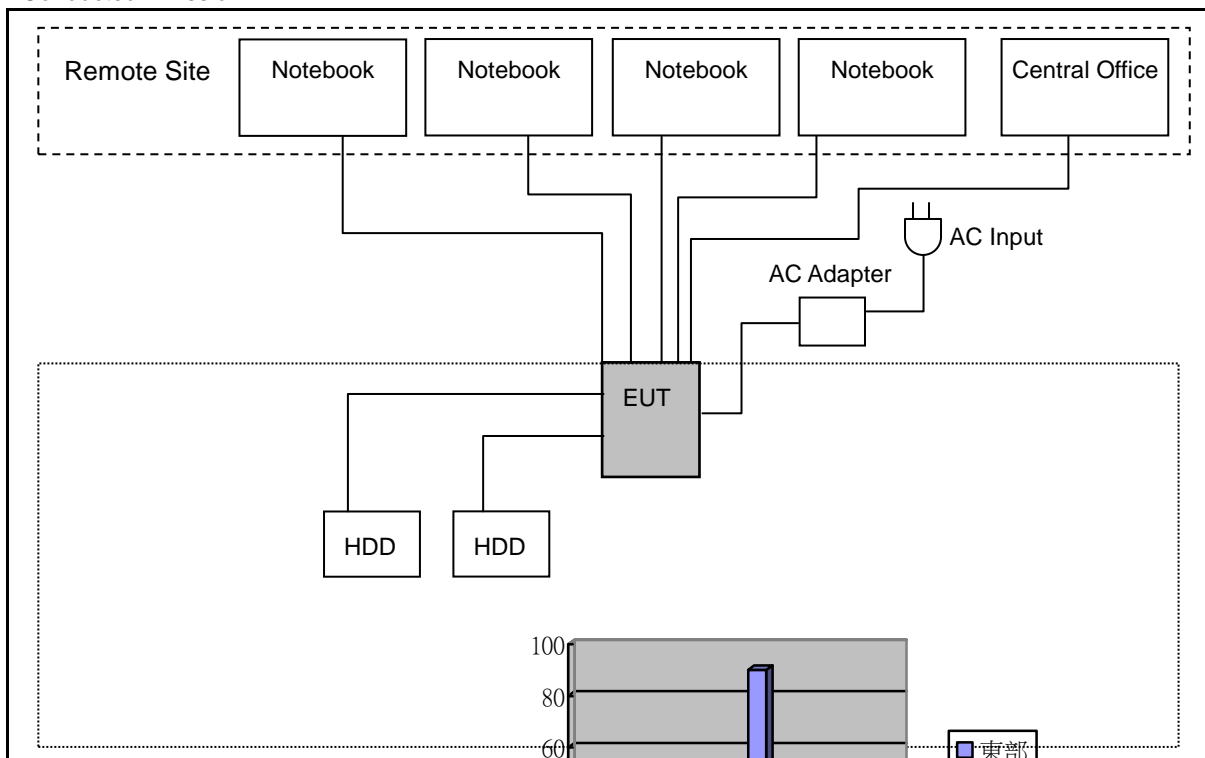 Remote Site
Notebook
Notebook
Notebook
Notebook
Central Office
AC Input
AC Adapter
EUT
HDD
HDD
100
80
60
東部